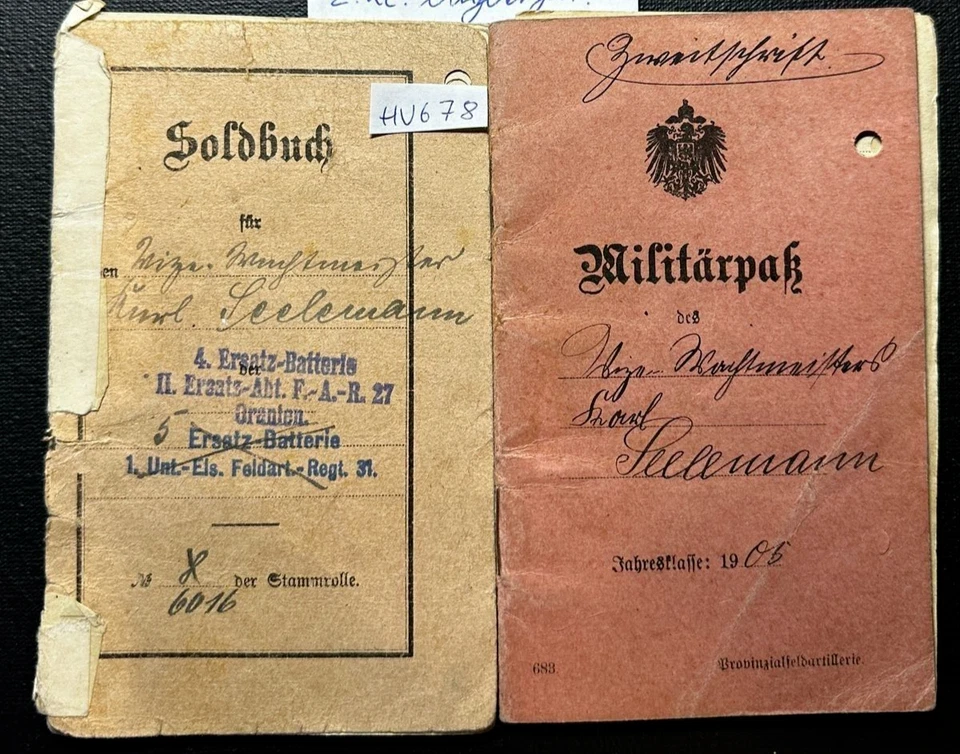 HU678
Soldbuch
für
en Vize-Wachtmeister
Karl Seelemann
der
4. Ersatz-Batterie
II. Ersatz-Abt. F.-A.-R. 27
Oranien.
5 Ersatz-Batterie
1. Unt.-Els. Feldart.-Regt. 31.
№ 8 der Stammrolle.
6016
Zweitschrift.
Militärpaß
des
Vize-Wachtmeisters
Karl
Seelemann
Jahresklasse: 1905
683
Provinzialfeldartillerie.